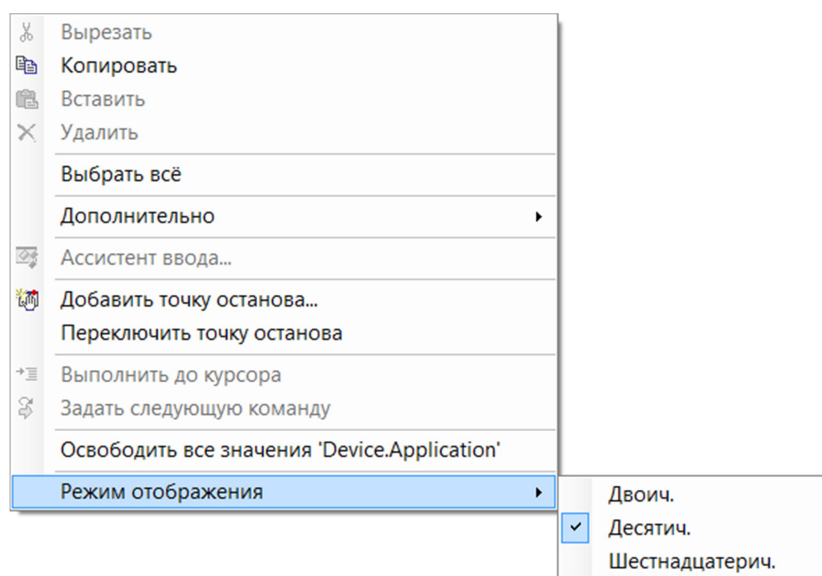 Вырезать
Копировать
Вставить
Удалить
Выбрать всё
Дополнительно
Ассистент ввода...
Добавить точку останова...
Переключить точку останова
Выполнить до курсора
Задать следующую команду
Освободить все значения 'Device.Application'
Режим отображения
Двоич.
Десятич.
Шестнадцатерич.